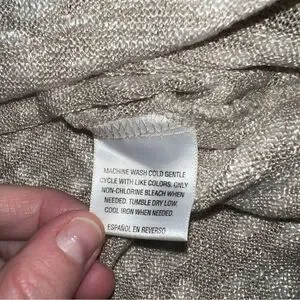 MACHINE WASH COLD GENTLE
CYCLE WITH LIKE COLORS. ONLY
NON-CHLORINE BLEACH WHEN
NEEDED. TUMBLE DRY LOW.
COOL IRON WHEN NEEDED.
ESPAÑOL EN REVERSO